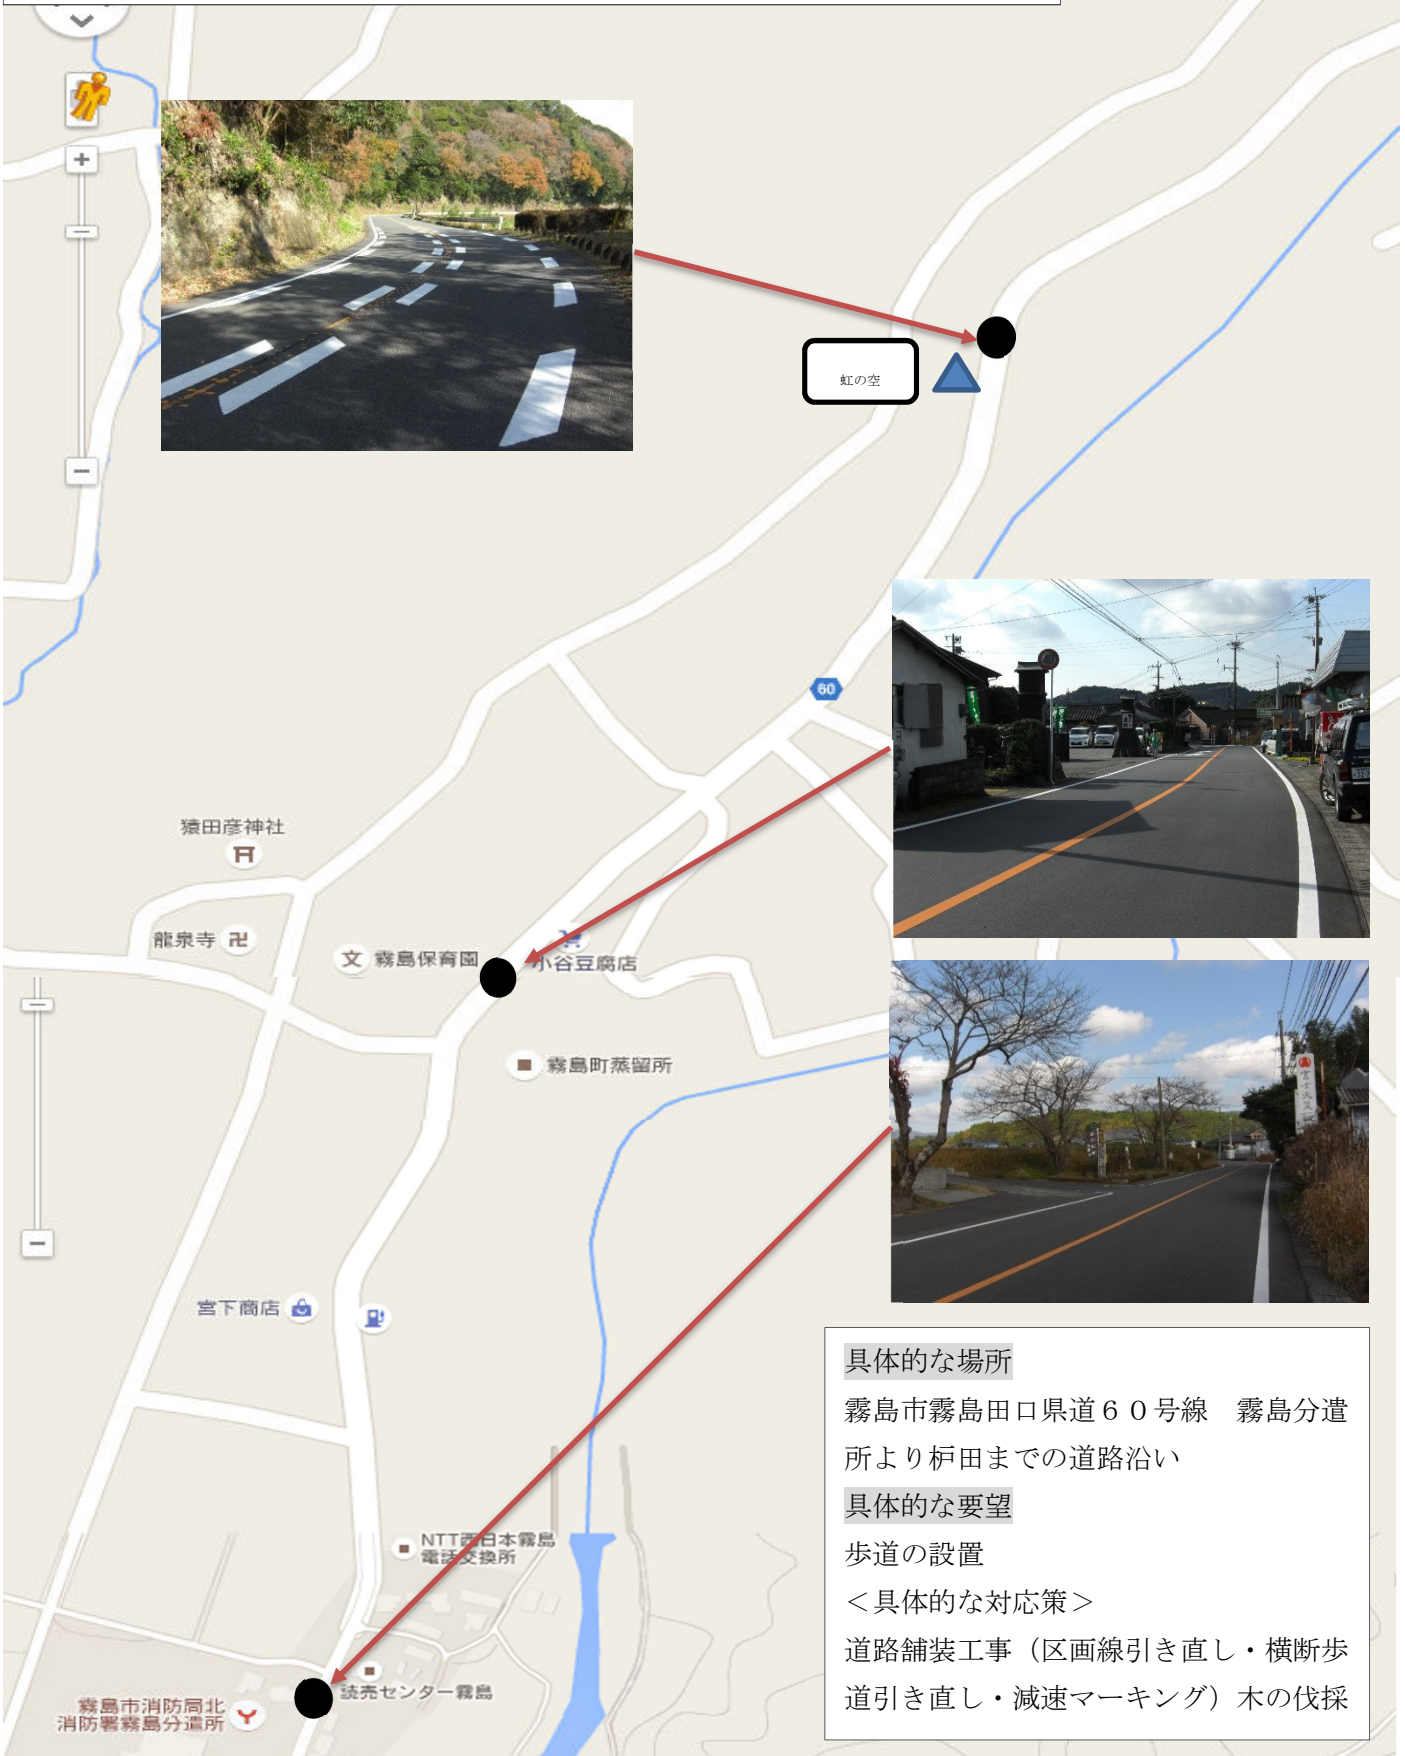 虹の空
60
猿田彦神社
龍泉寺
卍
文
霧島保育園
小谷豆腐店
霧島町蒸留所
宮下商店
NTT西日本霧島
電話交換所
読売センター霧島
霧島市消防局北
消防署霧島分遣所
具体的な場所
霧島市霧島田口県道６０号線　霧島分遣
所より枦田までの道路沿い
具体的な要望
歩道の設置
＜具体的な対応策＞
道路舗装工事（区画線引き直し・横断歩
道引き直し・減速マーキング）木の伐採